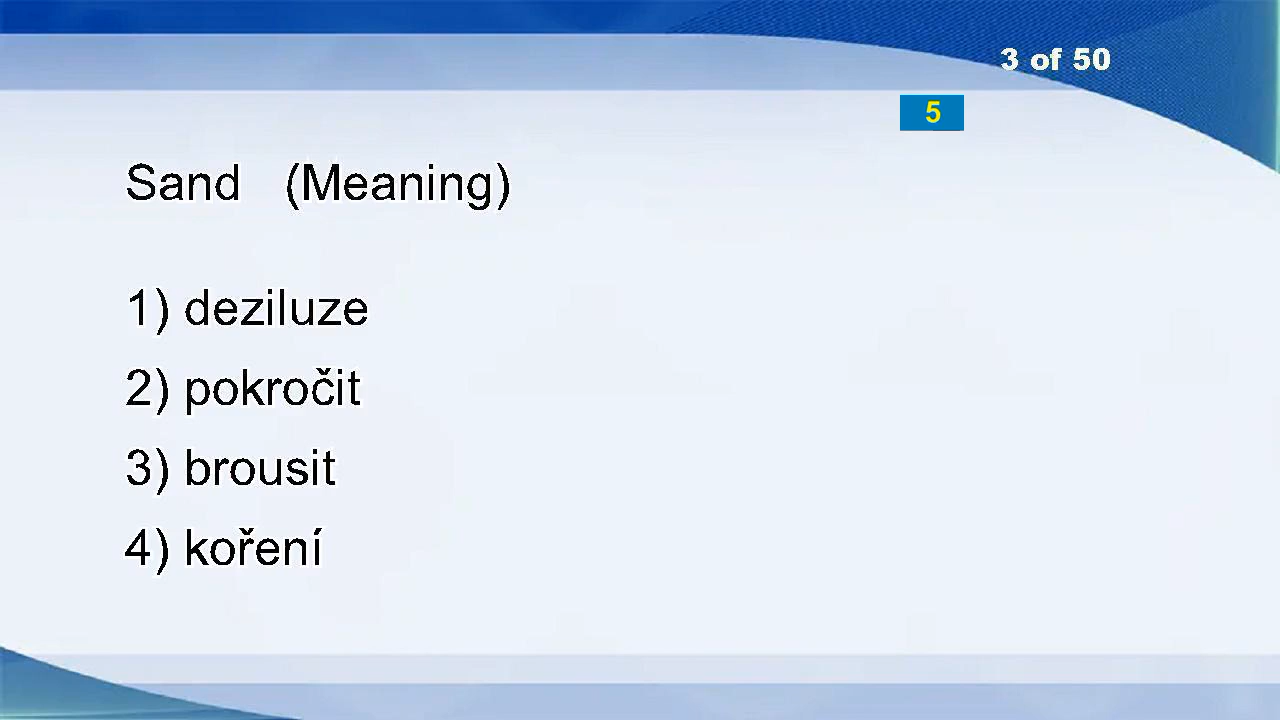 3 of 50
5
Sand (Meaning)
1) deziluze
2) pokročit
3) brousit
4) koření